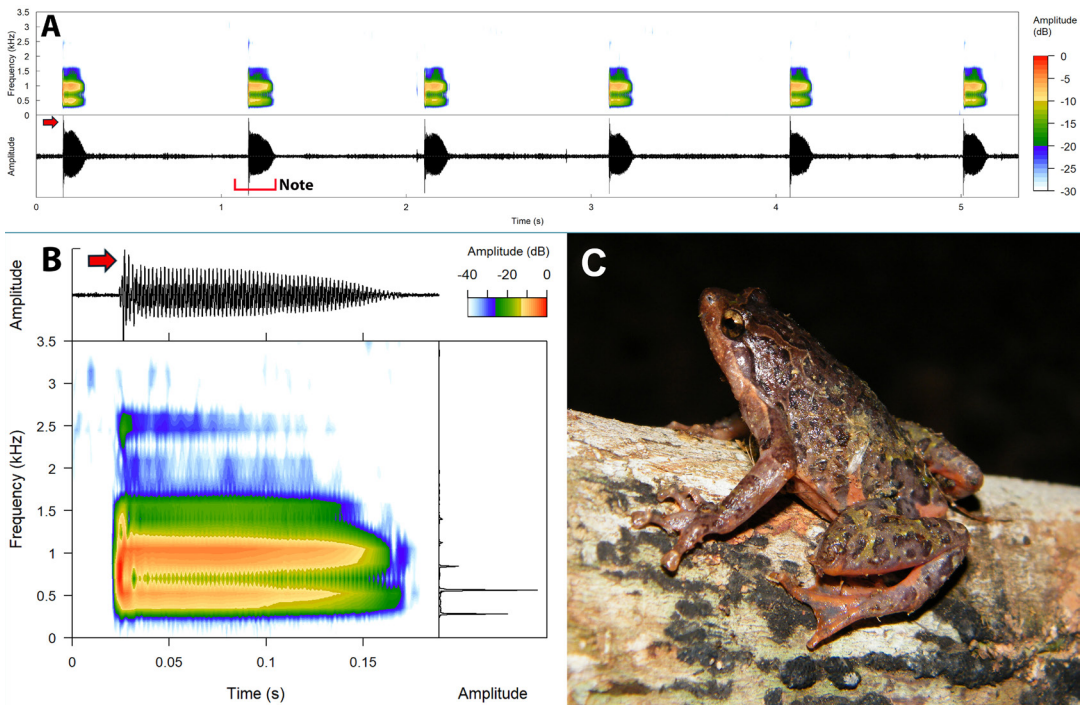 A
Frequency (kHz)
3.5
3
2.5
2
1.5
1
0.5
0
Amplitude
Note
0 1 2 3 4 5
Time (s)
Amplitude
(dB)
0
-5
-10
-15
-20
-25
-30
B
Amplitude
Amplitude (dB)
-40 -20 0
Frequency (kHz)
3.5
3
2.5
2
1.5
1
0.5
0
0 0.05 0.1 0.15
Time (s)
Amplitude
C